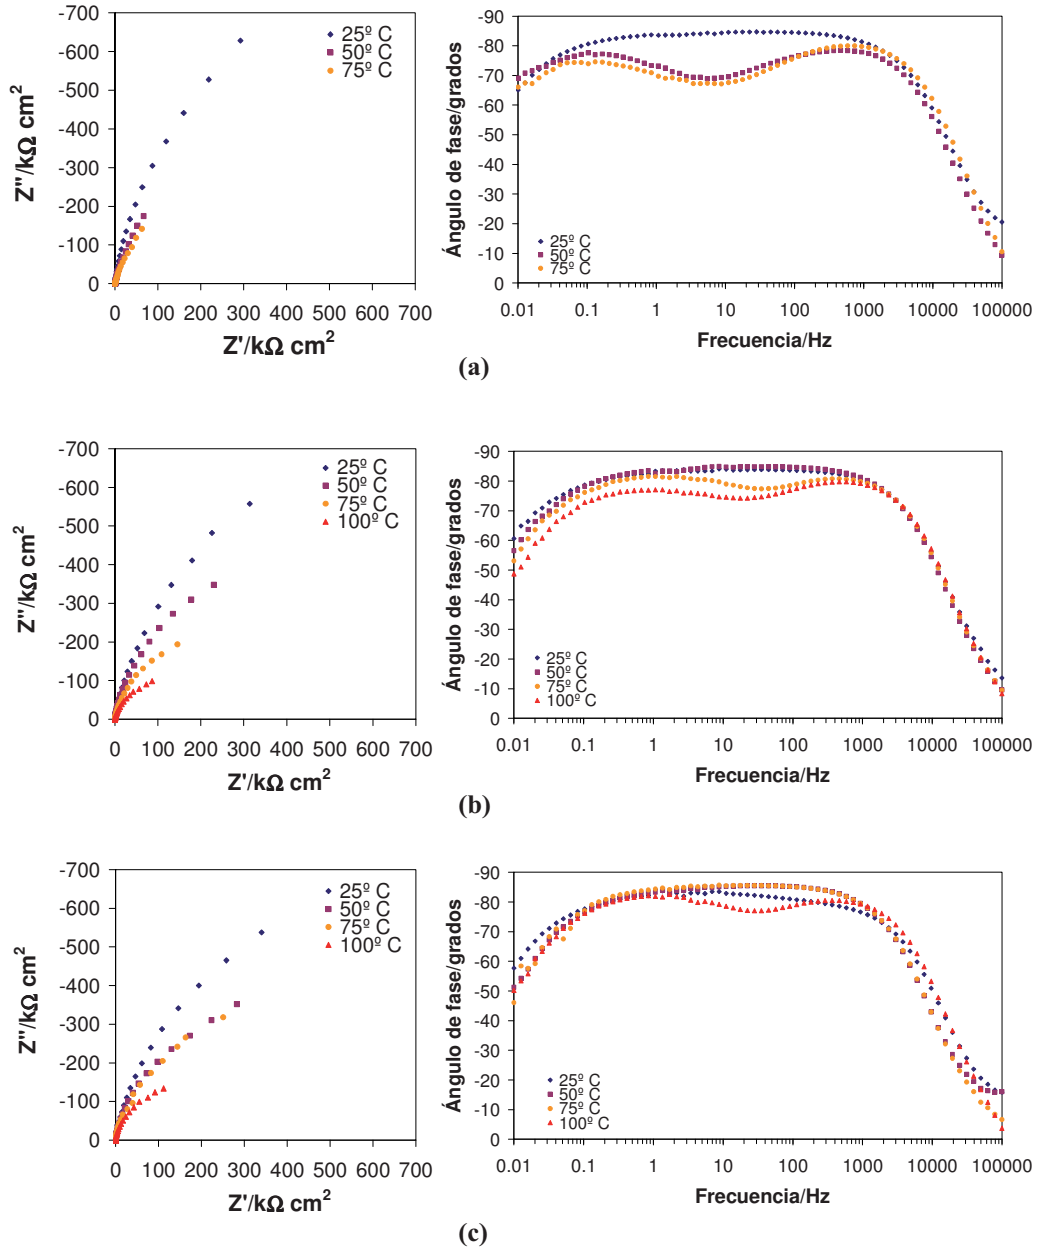 -700
-600
-500
-400
-300
-200
-100
0
Z''/kΩ cm²
25º C
50º C
75º C
0 100 200 300 400 500 600 700
Z'/kΩ cm²
-90
-80
-70
-60
-50
-40
-30
-20
-10
0
Ángulo de fase/grados
25º C
50º C
75º C
0.01 0.1 1 10 100 1000 10000 100000
Frecuencia/Hz
(a)
-700
-600
-500
-400
-300
-200
-100
0
Z''/kΩ cm²
25º C
50º C
75º C
100º C
0 100 200 300 400 500 600 700
Z'/kΩ cm²
-90
-80
-70
-60
-50
-40
-30
-20
-10
0
Ángulo de fase/grados
25º C
50º C
75º C
100º C
0.01 0.1 1 10 100 1000 10000 100000
Frecuencia/Hz
(b)
-700
-600
-500
-400
-300
-200
-100
0
Z''/kΩ cm²
25º C
50º C
75º C
100º C
0 100 200 300 400 500 600 700
Z'/kΩ cm²
-90
-80
-70
-60
-50
-40
-30
-20
-10
0
Ángulo de fase/grados
25º C
50º C
75º C
100º C
0.01 0.1 1 10 100 1000 10000 100000
Frecuencia/Hz
(c)